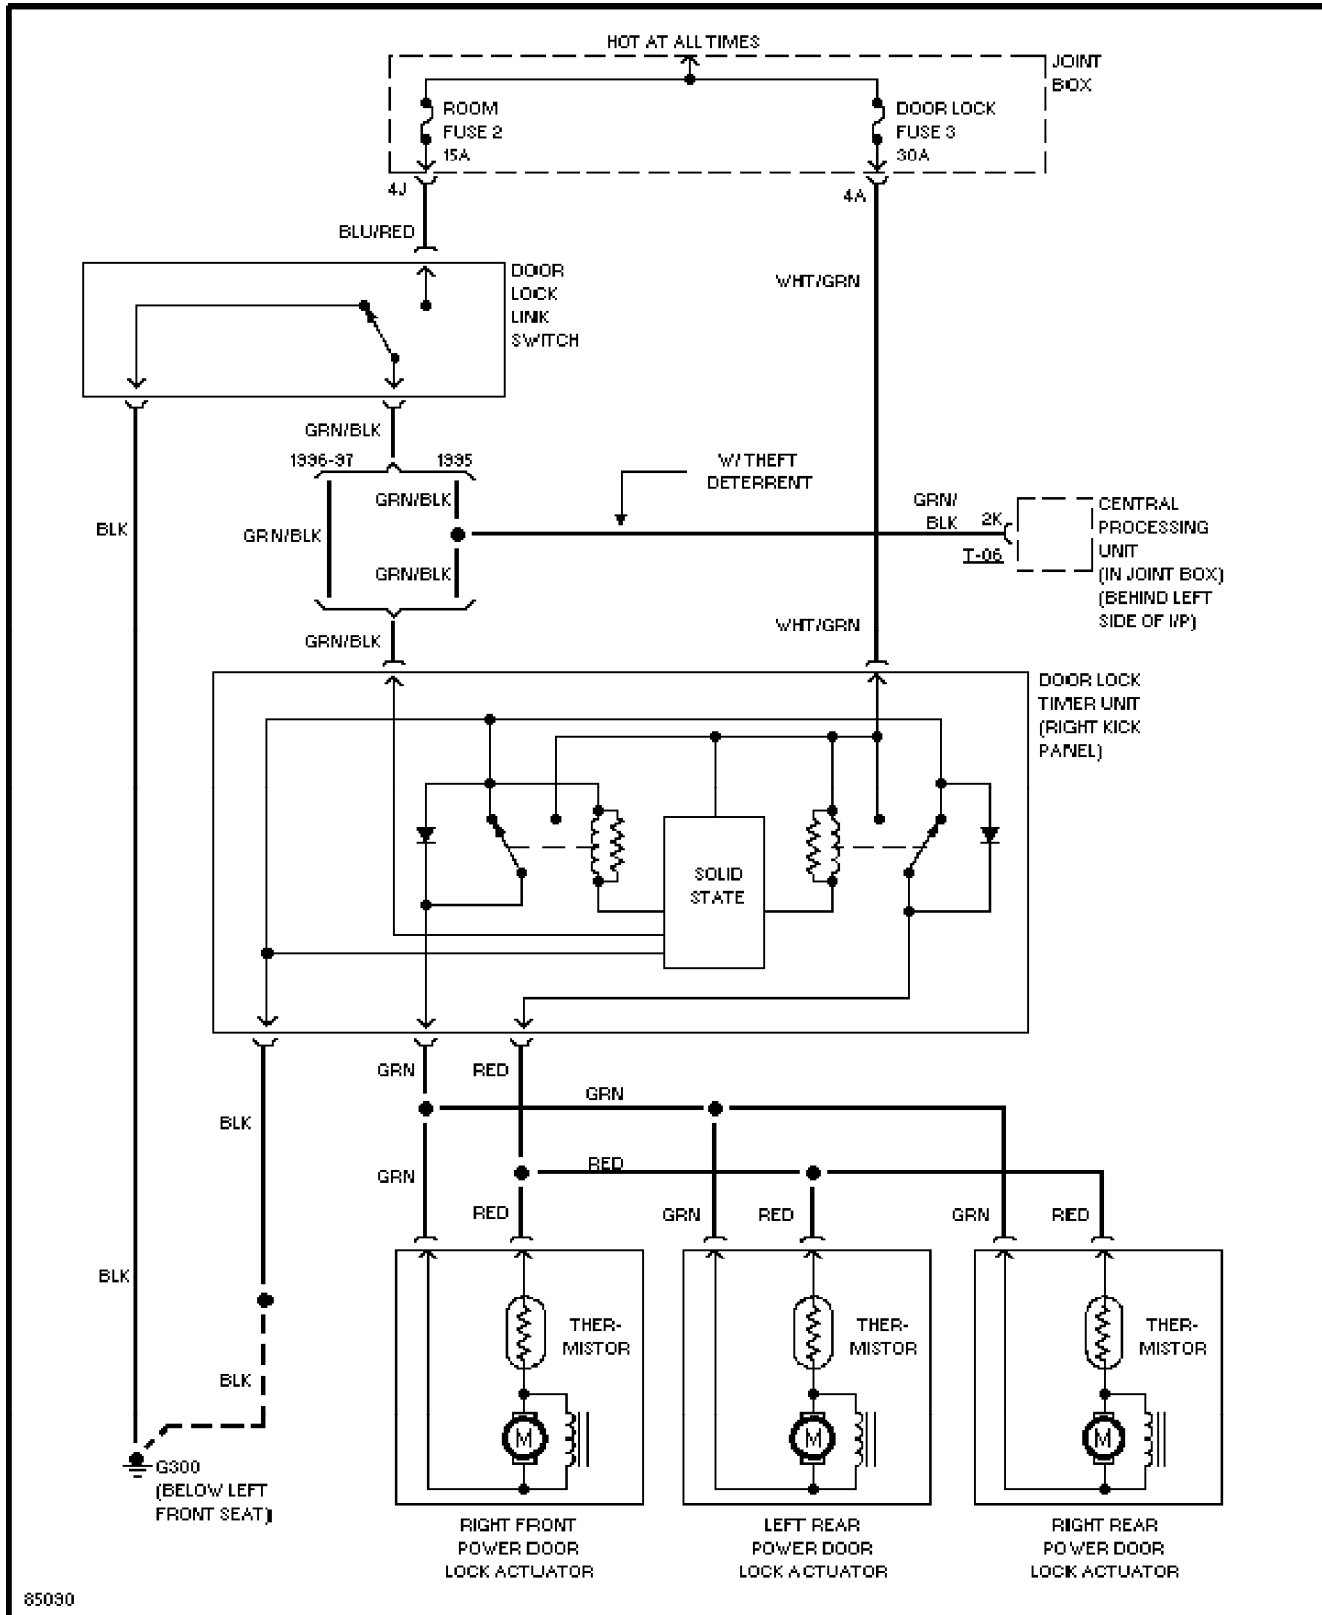 HOT AT ALL TIMES
JOINT
BOX
ROOM
FUSE 2
15A
DOOR LOCK
FUSE 3
30A
4J
4A
BLU/RED
WHT/GRN
DOOR
LOCK
LINK
SWITCH
GRN/BLK
1996-97
1995
GRN/BLK
GRN/BLK
GRN/BLK
BLK
W/ THEFT
DETERRENT
GRN/
BLK
2K
T-06
CENTRAL
PROCESSING
UNIT
(IN JOINT BOX)
(BEHIND LEFT
SIDE OF I/P)
GRN/BLK
WHT/GRN
DOOR LOCK
TIMER UNIT
(RIGHT KICK
PANEL)
SOLID
STATE
GRN
RED
GRN
BLK
RED
GRN
RED
GRN
RED
GRN
RED
BLK
THER-
MISTOR
THER-
MISTOR
THER-
MISTOR
BLK
M
M
M
G300
(BELOW LEFT
FRONT SEAT)
RIGHT FRONT
POWER DOOR
LOCK ACTUATOR
LEFT REAR
POWER DOOR
LOCK ACTUATOR
RIGHT REAR
POWER DOOR
LOCK ACTUATOR
85090